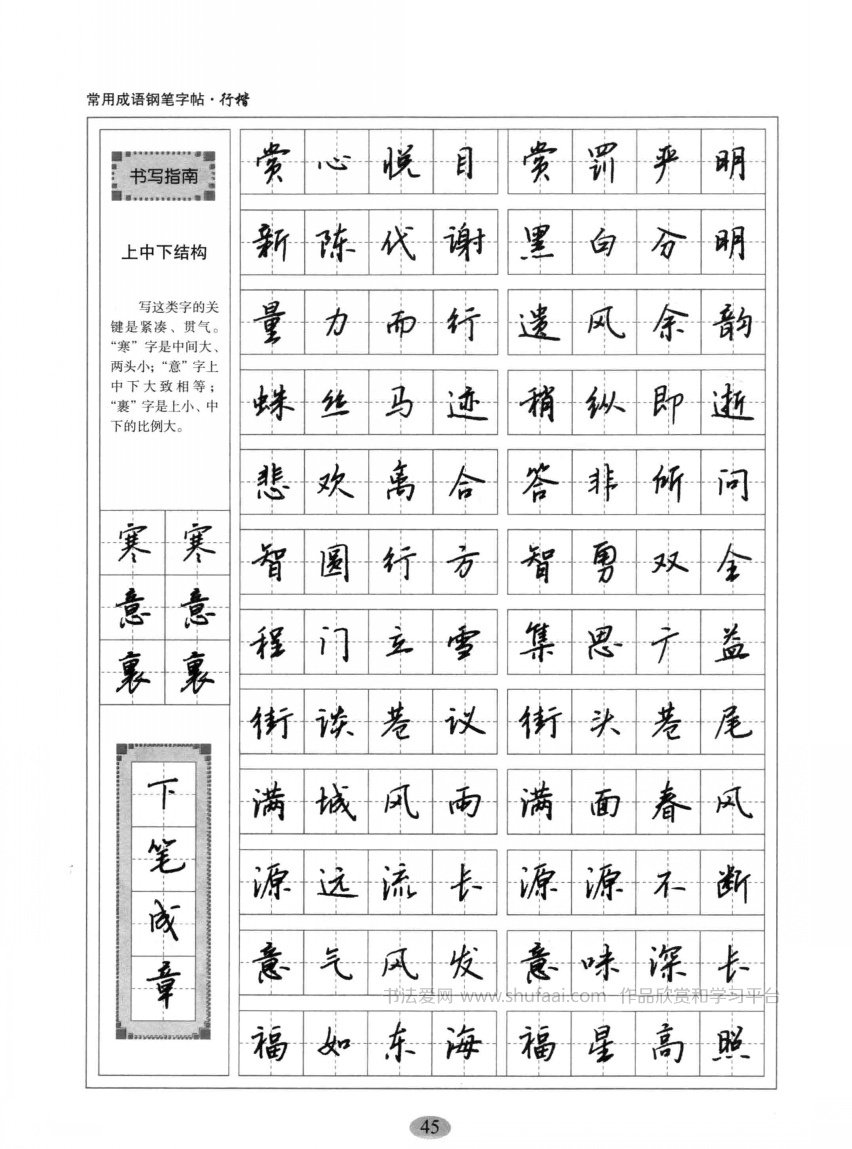 常用成语钢笔字帖·行楷
书写指南
上中下结构
写这类字的关
键是紧凑、贯气。
“寒”字是中间大、
两头小;“意”字上
中下大致相等;
“裹”字是上小、中
下的比例大。
寒 寒
意 意
裹 裹
下
笔
成
章
赏心悦目 赏罚严明
新陈代谢 黑白分明
量力而行 遗风余韵
蛛丝马迹 稍纵即逝
悲欢离合 答非所问
智圆行方 智勇双全
程门立雪 集思广益
街谈巷议 街头巷尾
满城风雨 满面春风
源远流长 源源不断
意气风发 意味深长
书法爱网 www.shufaai.com 作品欣赏和学习平台
福如东海 福星高照
45